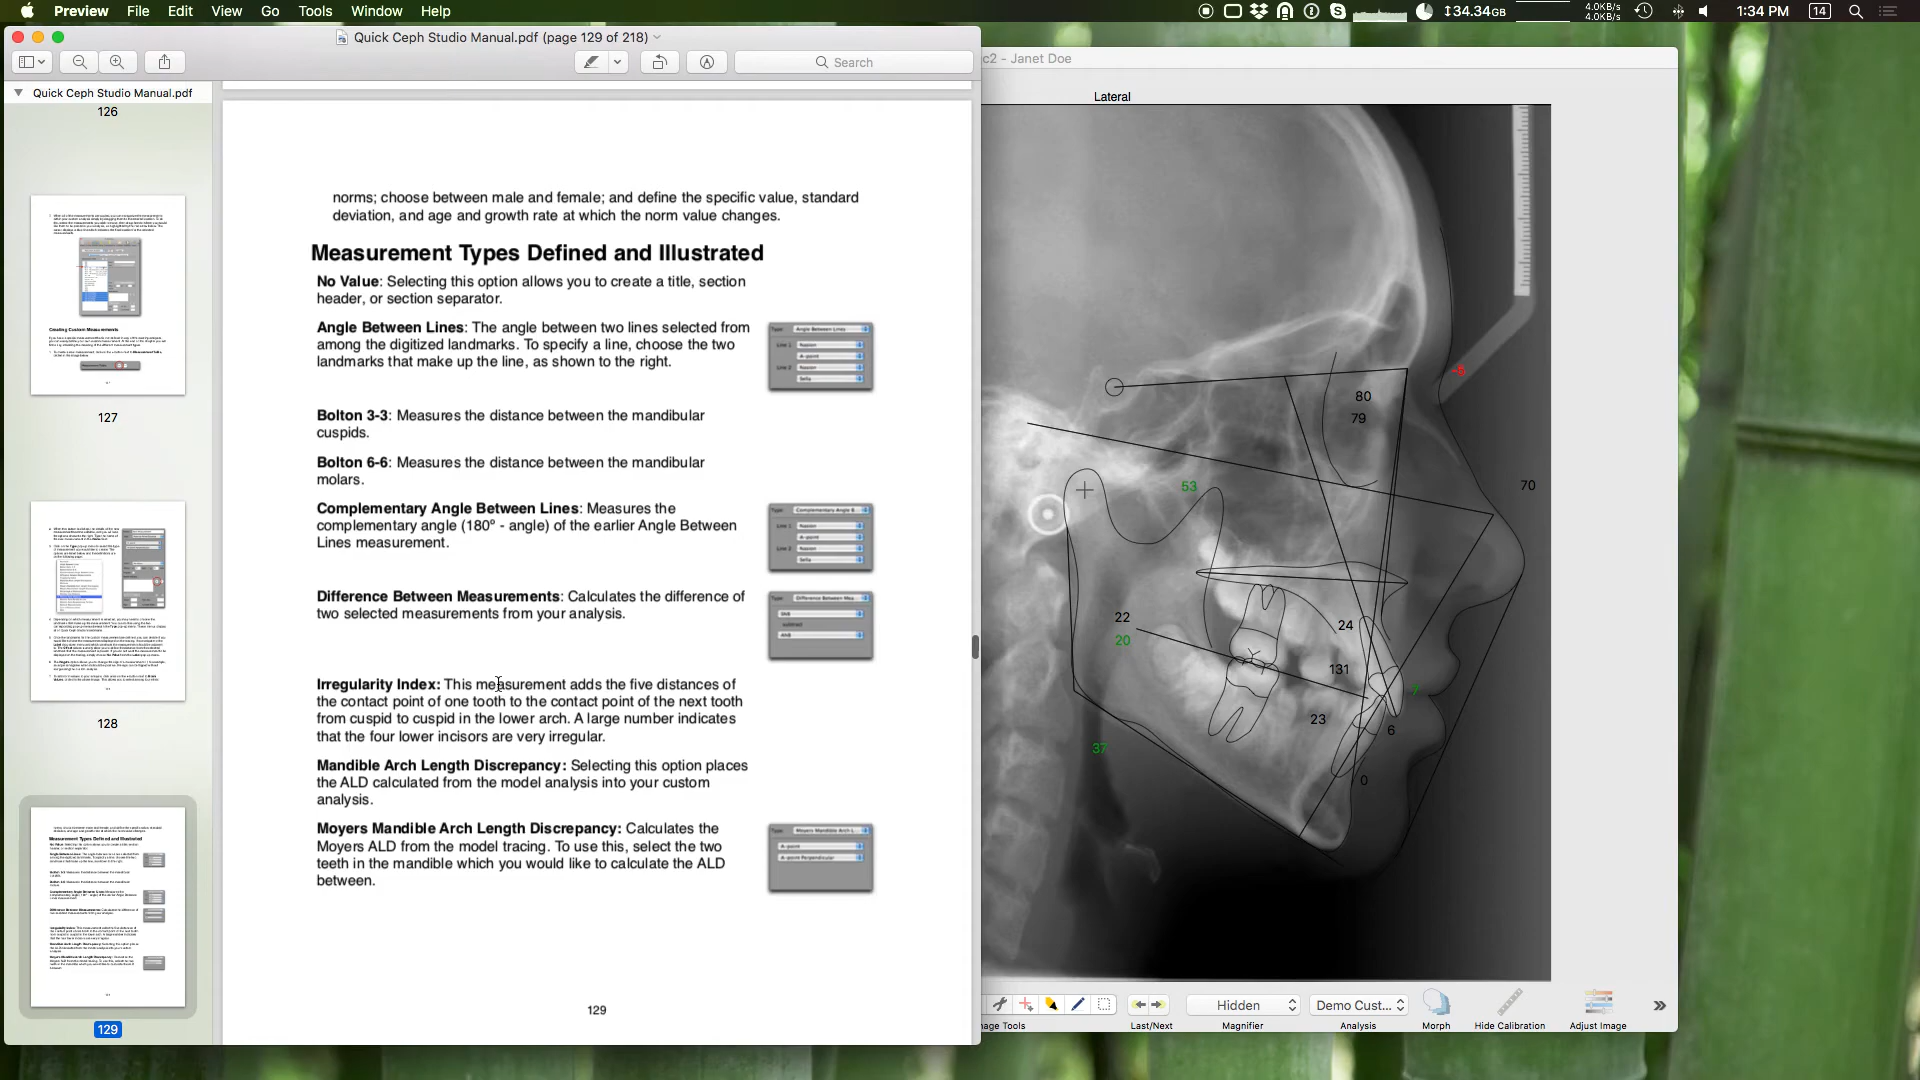 Preview File Edit View Go Tools Window Help
34.34GB 4.0KB/s 4.0KB/s 1:34 PM 14
Quick Ceph Studio Manual.pdf (page 129 of 218)
Search
Quick Ceph Studio Manual.pdf
126
127
128
129
norms; choose between male and female; and define the specific value, standard
deviation, and age and growth rate at which the norm value changes.
Measurement Types Defined and Illustrated
No Value: Selecting this option allows you to create a title, section
header, or section separator.
Angle Between Lines: The angle between two lines selected from
among the digitized landmarks. To specify a line, choose the two
landmarks that make up the line, as shown to the right.
Bolton 3-3: Measures the distance between the mandibular
cuspids.
Bolton 6-6: Measures the distance between the mandibular
molars.
Complementary Angle Between Lines: Measures the
complementary angle (180º - angle) of the earlier Angle Between
Lines measurement.
Difference Between Measurements: Calculates the difference of
two selected measurements from your analysis.
Irregularity Index: This measurement adds the five distances of
the contact point of one tooth to the contact point of the next tooth
from cuspid to cuspid in the lower arch. A large number indicates
that the four lower incisors are very irregular.
Mandible Arch Length Discrepancy: Selecting this option places
the ALD calculated from the model analysis into your custom
analysis.
Moyers Mandible Arch Length Discrepancy: Calculates the
Moyers ALD from the model tracing. To use this, select the two
teeth in the mandible which you would like to calculate the ALD
between.
129
c2 - Janet Doe
Lateral
-5
80
79
70
53
22
20
24
131
7
23
6
37
0
Hidden
Demo Cust...
age Tools
Last/Next
Magnifier
Analysis
Morph
Hide Calibration
Adjust Image